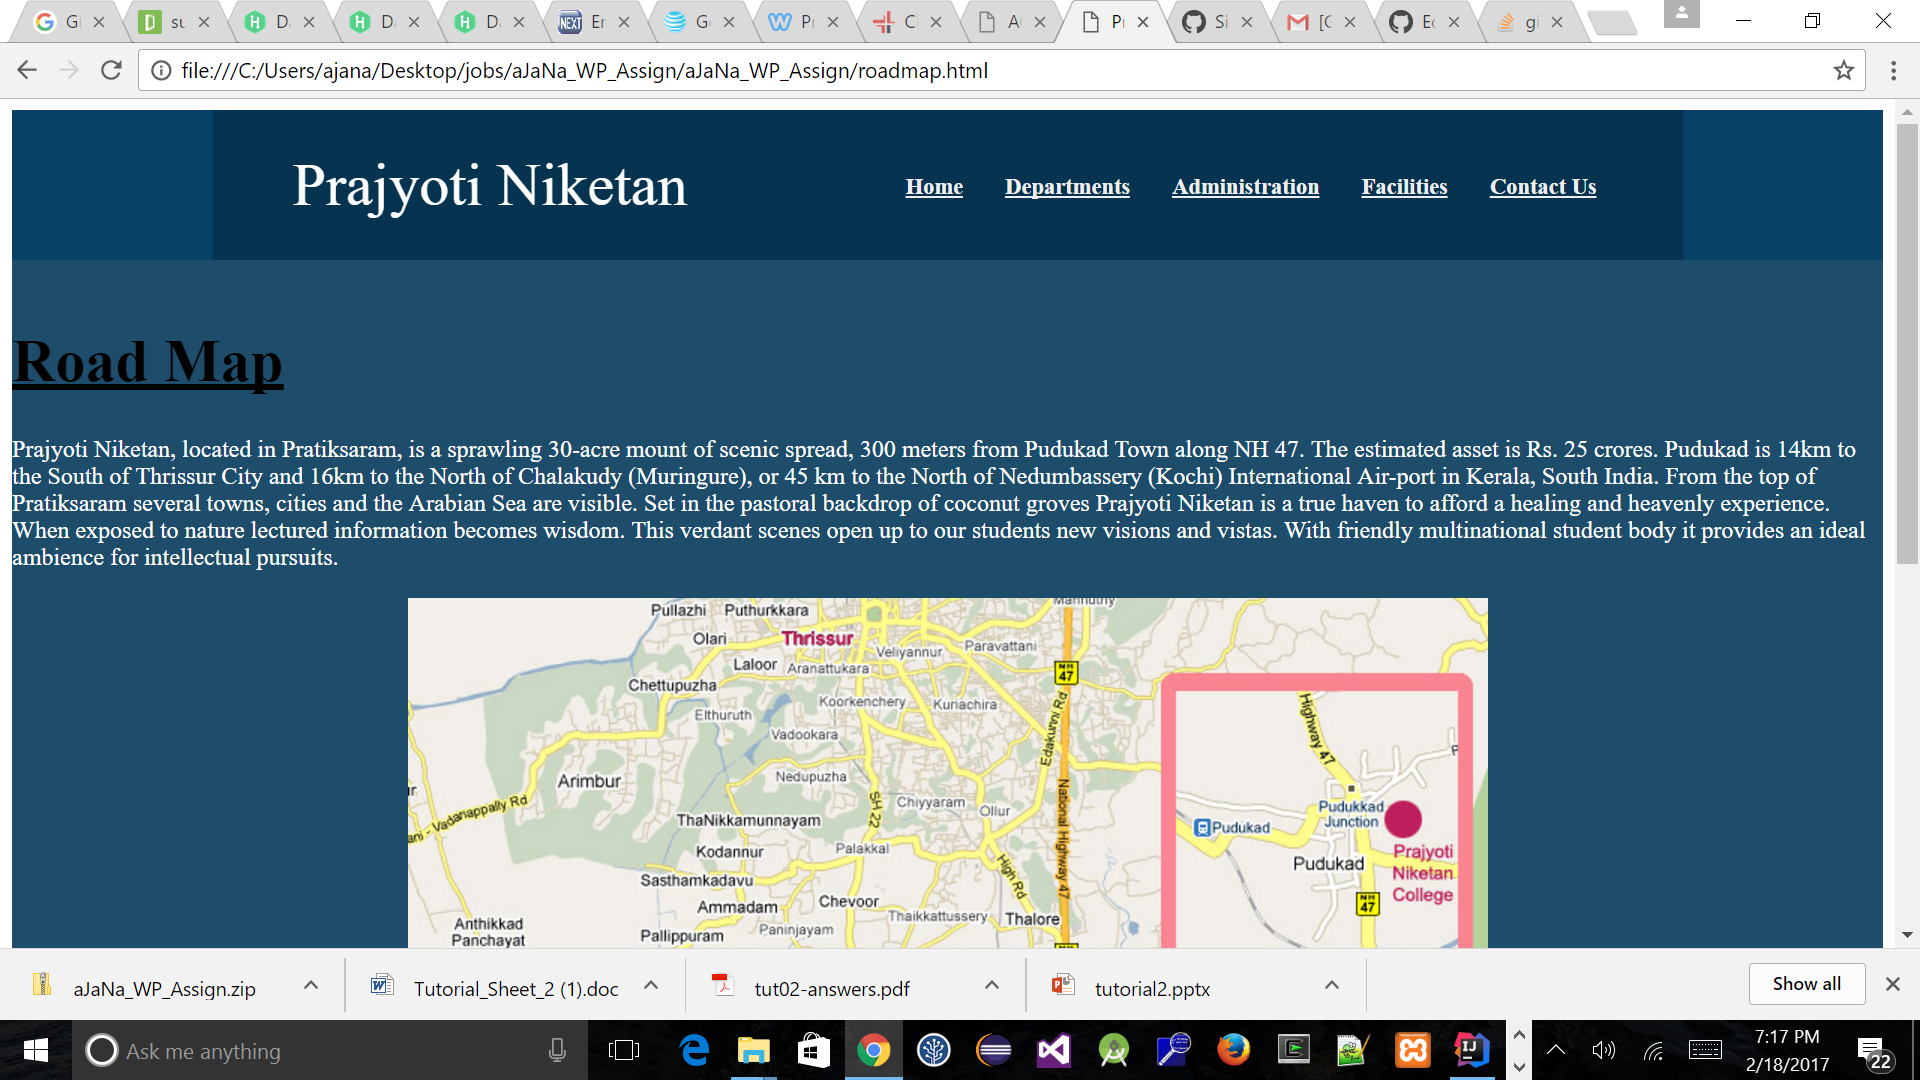 Gi
su
D
D
D
Er
G
Pr
Ci
A
Pr
Si
[C
Ec
gi
file:///C:/Users/ajana/Desktop/jobs/aJaNa_WP_Assign/aJaNa_WP_Assign/roadmap.html
Prajyoti Niketan
Home Departments Administration Facilities Contact Us
Road Map
Prajyoti Niketan, located in Pratiksaram, is a sprawling 30-acre mount of scenic spread, 300 meters from Pudukad Town along NH 47. The estimated asset is Rs. 25 crores. Pudukad is 14km to
the South of Thrissur City and 16km to the North of Chalakudy (Muringure), or 45 km to the North of Nedumbassery (Kochi) International Air-port in Kerala, South India. From the top of
Pratiksaram several towns, cities and the Arabian Sea are visible. Set in the pastoral backdrop of coconut groves Prajyoti Niketan is a true haven to afford a healing and heavenly experience.
When exposed to nature lectured information becomes wisdom. This verdant scenes open up to our students new visions and vistas. With friendly multinational student body it provides an ideal
ambience for intellectual pursuits.
Pullazhi Puthurkkara
Mannuthy
Olari
Thrissur
Veliyannur
Paravattani
Laloor
Aranattukara
NH
47
Chettupuzha
Koorkenchery
Kuriachira
Elthuruth
Vadookara
Edakunni Rd
Highway 47
Arimbur
Nedupuzha
ani - Vadanappally Rd
SH 22
Chiyyaram
Ollur
National Highway 47
Pudukkad
Junction
Pudukad
ThaNikkamunnayam
Kodannur
Palakkal
High Rd
Pudukad
Prajyoti
Niketan
College
Sasthamkadavu
NH
47
Ammadam
Chevoor
Thaikkattussery
Thalore
Anthikkad
Panchayat
Pallippuram
Paninjayam
aJaNa_WP_Assign.zip
Tutorial_Sheet_2 (1).doc
tut02-answers.pdf
tutorial2.pptx
Show all
Ask me anything
7:17 PM
2/18/2017
22